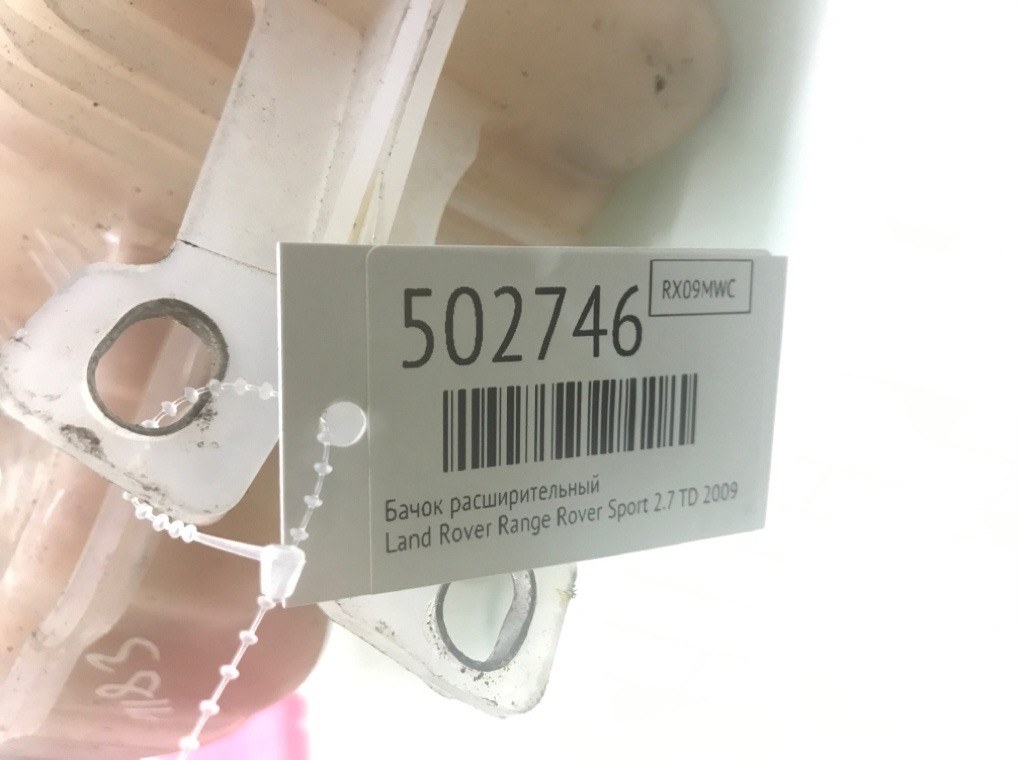 502746
RX09MWC
Бачок расширительный
Land Rover Range Rover Sport 2.7 TD 2009